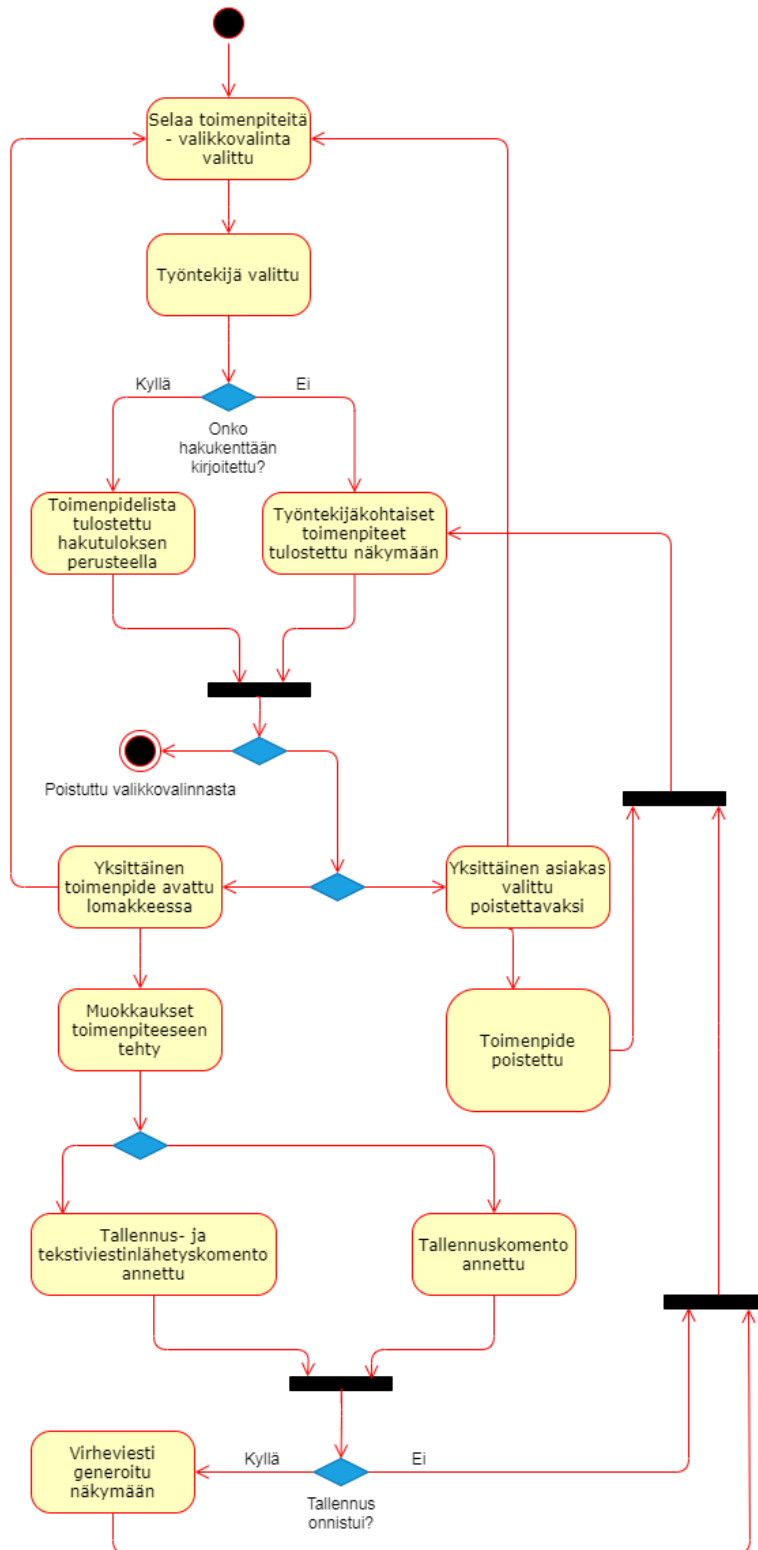 Selaa toimenpiteitä
- valikkovalinta
valittu
Työntekijä valittu
Kyllä
Ei
Onko
hakukenttään
kirjoitettu?
Toimenpidelista
tulostettu
hakutuloksen
perusteella
Työntekijäkohtaiset
toimenpiteet
tulostettu näkymään
Poistuttu valikkovalinnasta
Yksittäinen
toimenpide avattu
lomakkeessa
Yksittäinen asiakas
valittu
poistettavaksi
Muokkaukset
toimenpiteeseen
tehty
Toimenpide
poistettu
Tallennus- ja
tekstiviestinlähetyskomento
annettu
Tallennuskomento
annettu
Virheviesti
generoitu
näkymään
Kyllä
Ei
Tallennus
onnistui?